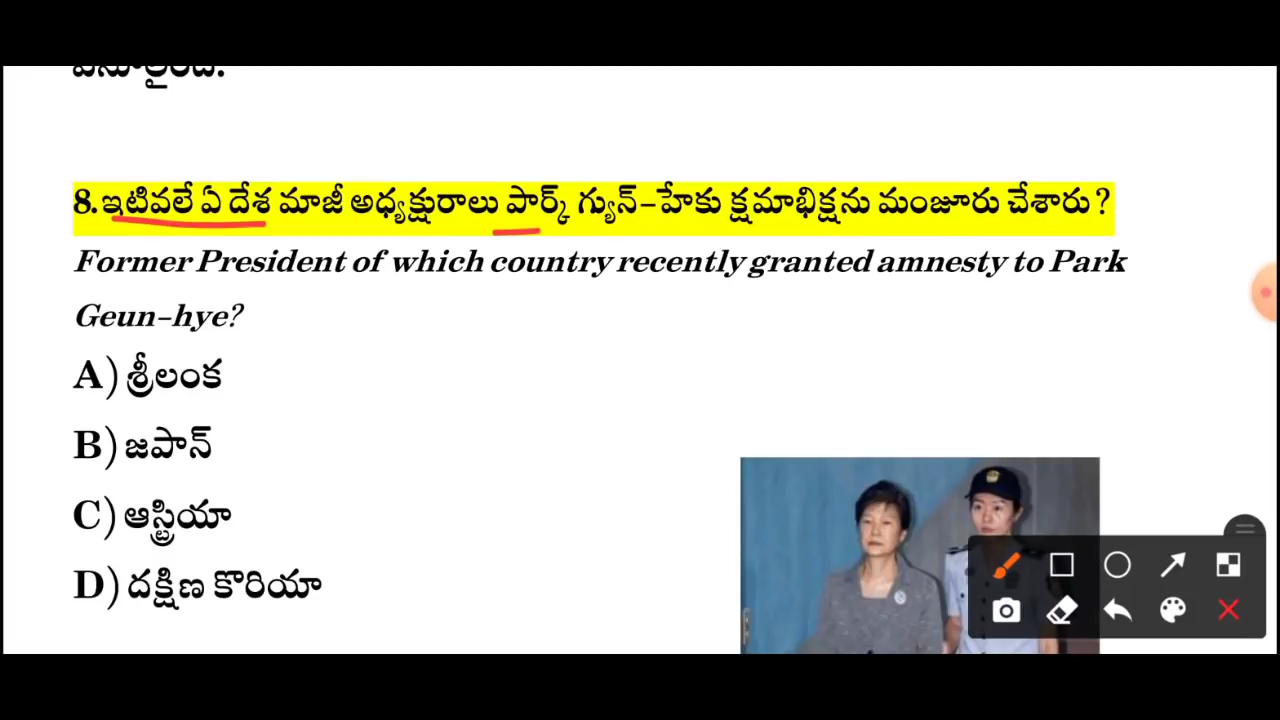 8. ఇటివలే ఏ దేశ మాజీ అధ్యక్షురాలు పార్క్ గ్యున్-హేకు క్షమాభిక్షను మంజూరు చేశారు?
Former President of which country recently granted amnesty to Park
Geun-hye?
A) శ్రీలంక
B) జపాన్
C) ఆస్ట్రియా
D) దక్షిణ కొరియా